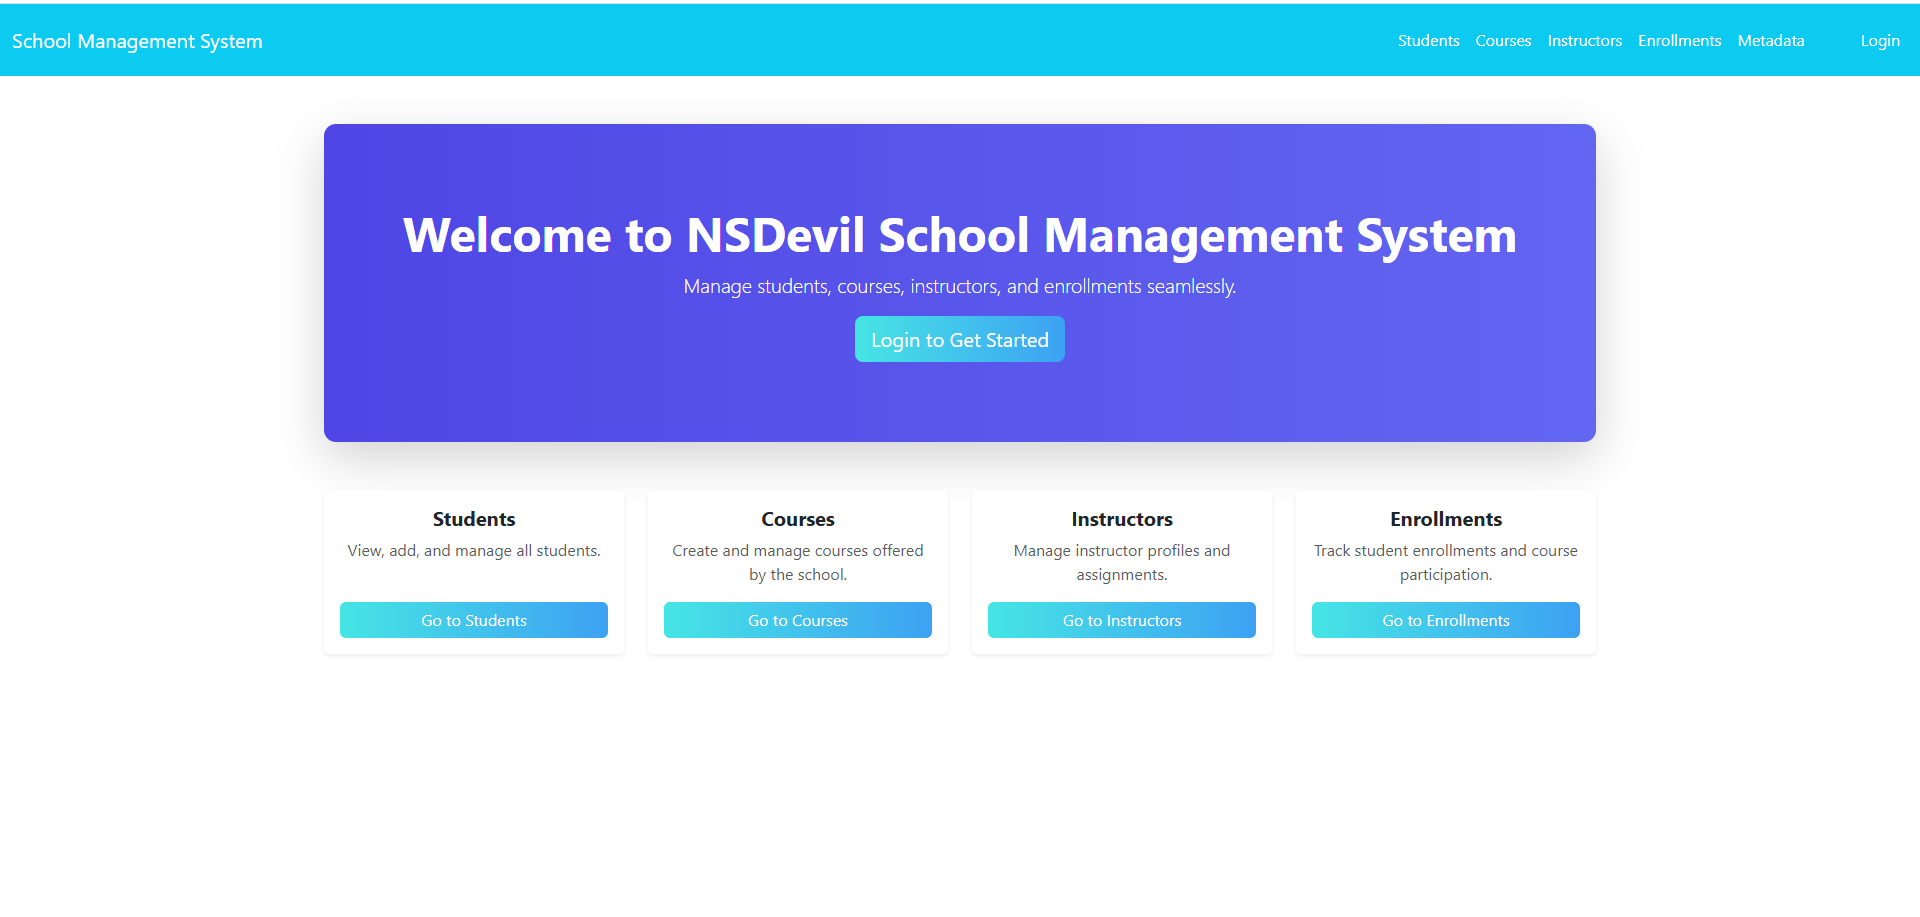 School Management System
Students
Courses
Instructors
Enrollments
Metadata
Login
Welcome to NSDevil School Management System
Manage students, courses, instructors, and enrollments seamlessly.
Login to Get Started
Students
View, add, and manage all students.
Go to Students
Courses
Create and manage courses offered
by the school.
Go to Courses
Instructors
Manage instructor profiles and
assignments.
Go to Instructors
Enrollments
Track student enrollments and course
participation.
Go to Enrollments